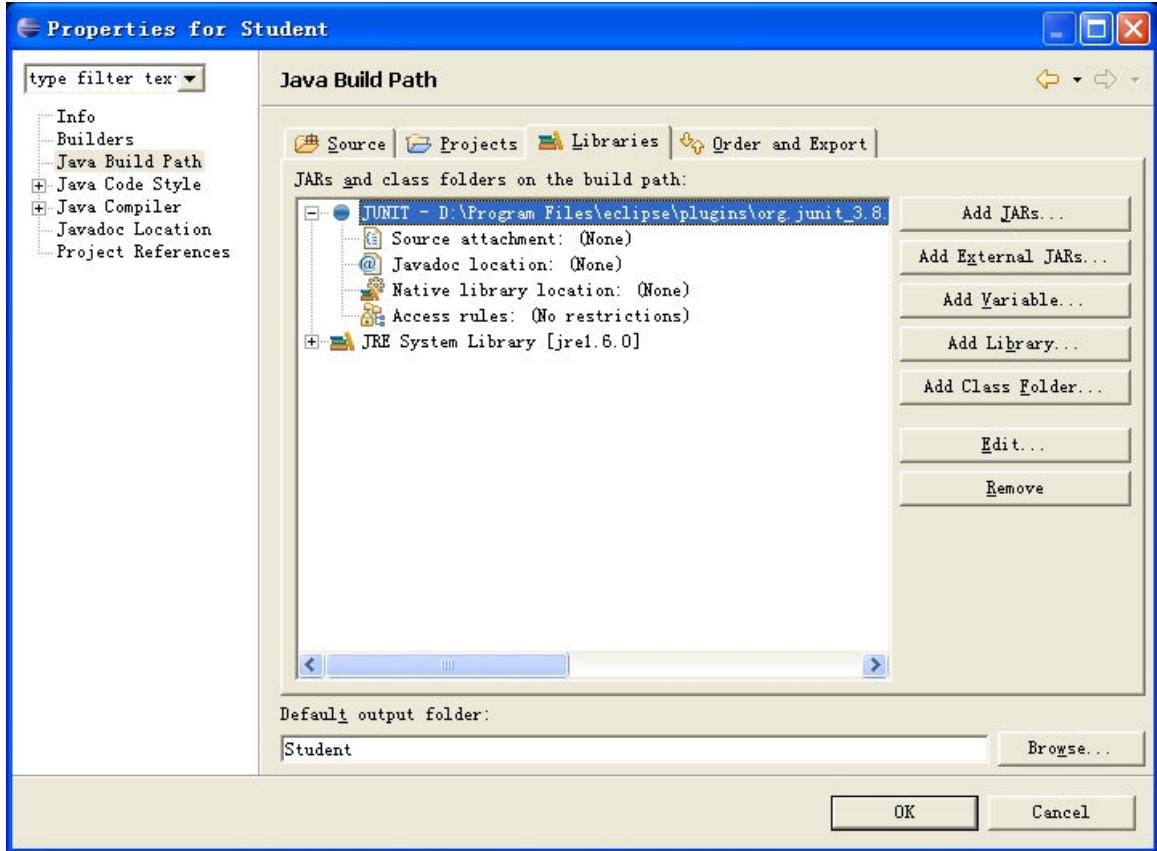 Properties for Student
type filter tex
Info
Builders
Java Build Path
Java Code Style
Java Compiler
Javadoc Location
Project References
Java Build Path
Source
Projects
Libraries
Order and Export
JARs and class folders on the build path:
JUNIT - D:\Program Files\eclipse\plugins\org.junit_3.8.
Source attachment: (None)
Javadoc location: (None)
Native library location: (None)
Access rules: (No restrictions)
JRE System Library [jre1.6.0]
Add JARs...
Add External JARs...
Add Variable...
Add Library...
Add Class Folder...
Edit...
Remove
Default output folder:
Student
Browse...
OK
Cancel